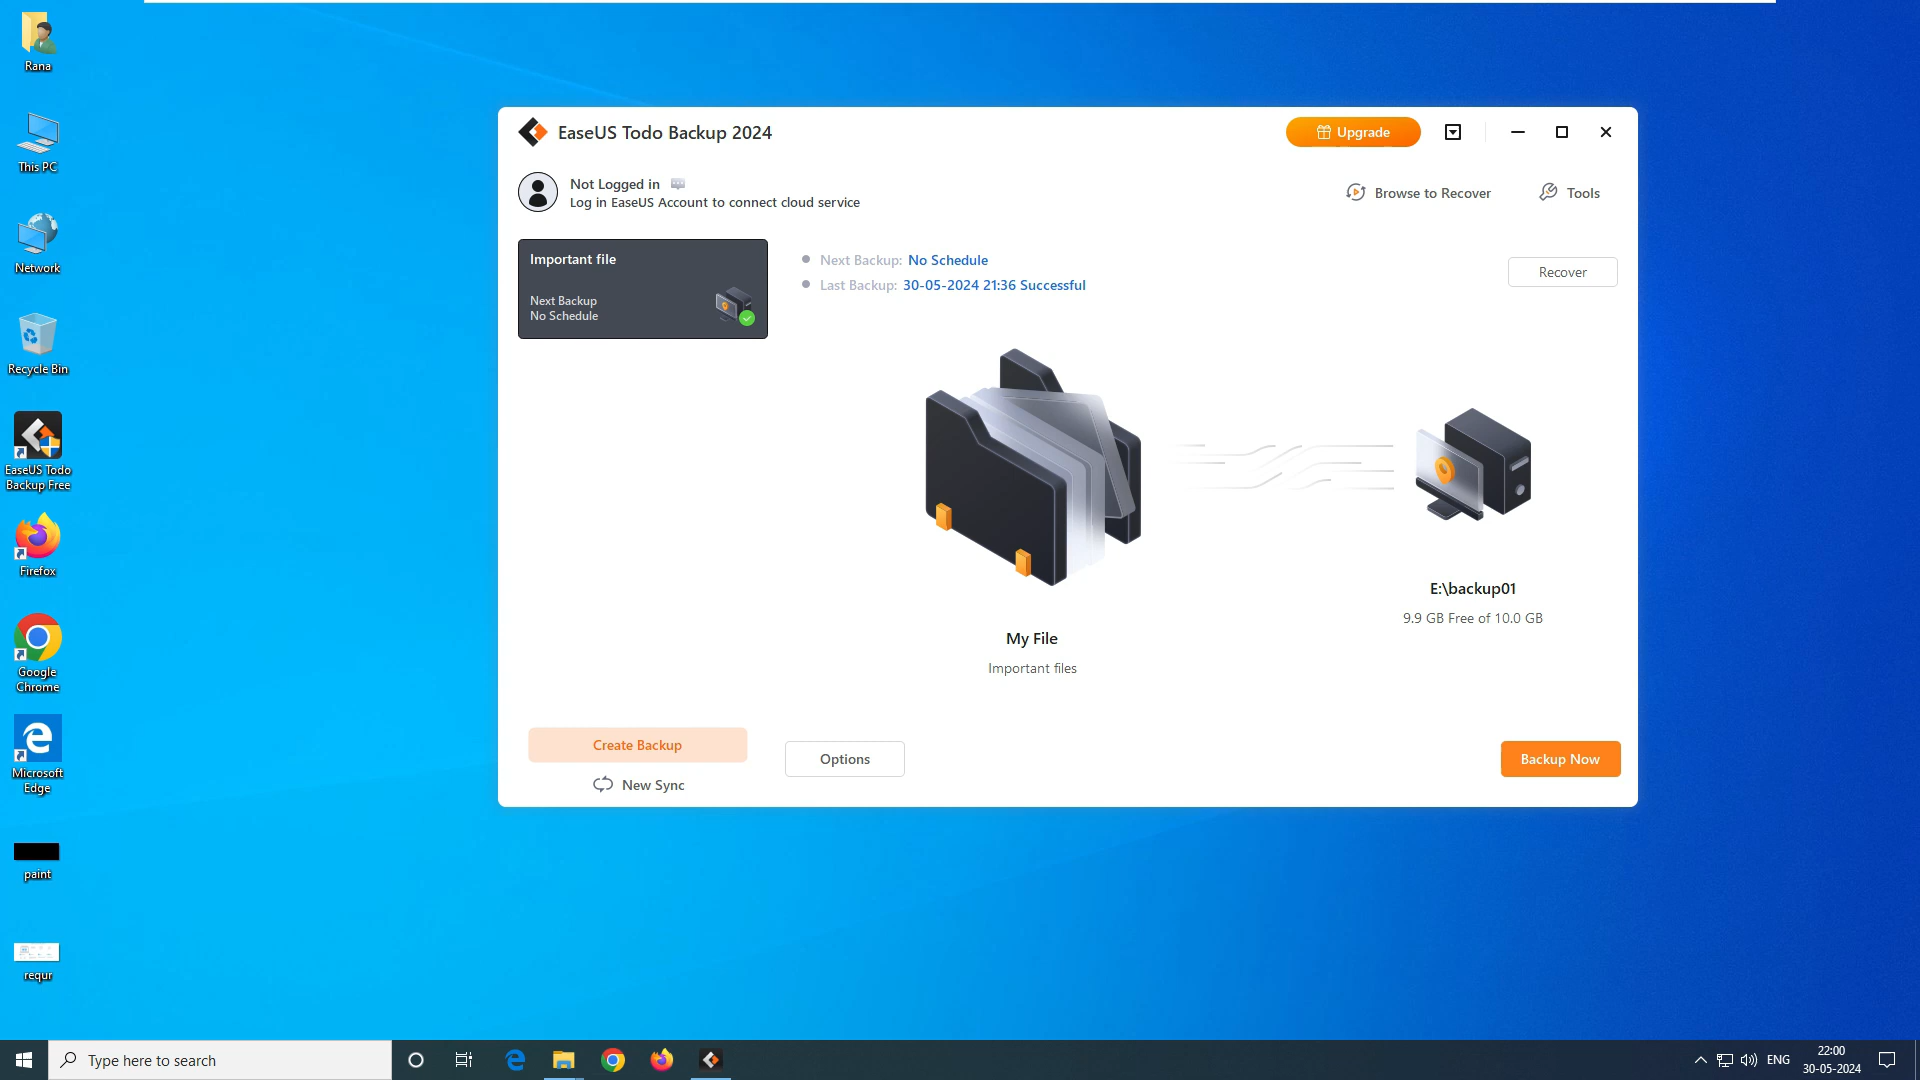 Rana
This PC
Network
Recycle Bin
EaseUS Todo
Backup Free
Firefox
Google
Chrome
Microsoft
Edge
paint
requr
EaseUS Todo Backup 2024
Upgrade
Not Logged in
Log in EaseUS Account to connect cloud service
Browse to Recover
Tools
Important file
Next Backup
No Schedule
Next Backup: No Schedule
Last Backup: 30-05-2024 21:36 Successful
Recover
My File
Important files
E:\backup01
9.9 GB Free of 10.0 GB
Create Backup
New Sync
Options
Backup Now
Type here to search
ENG
22:00
30-05-2024